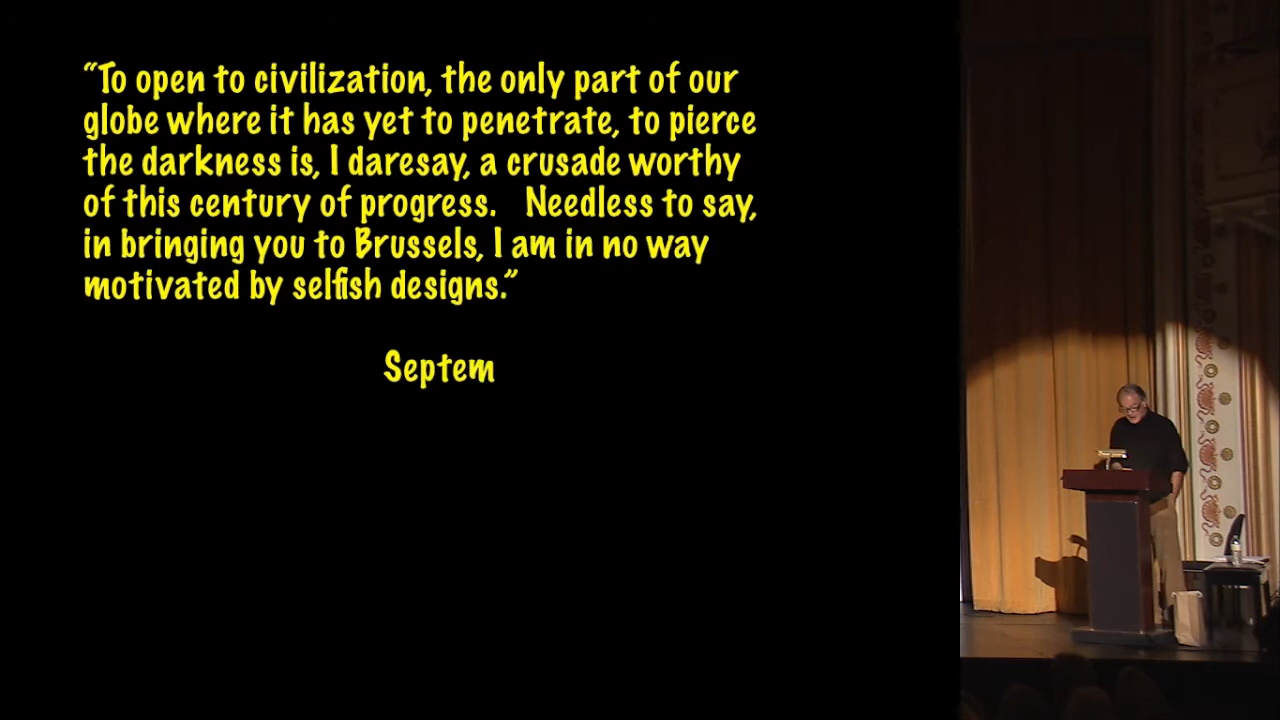 “To open to civilization, the only part of our
globe where it has yet to penetrate, to pierce
the darkness is, I daresay, a crusade worthy
of this century of progress.   Needless to say,
in bringing you to Brussels, I am in no way
motivated by selfish designs.”
Septem